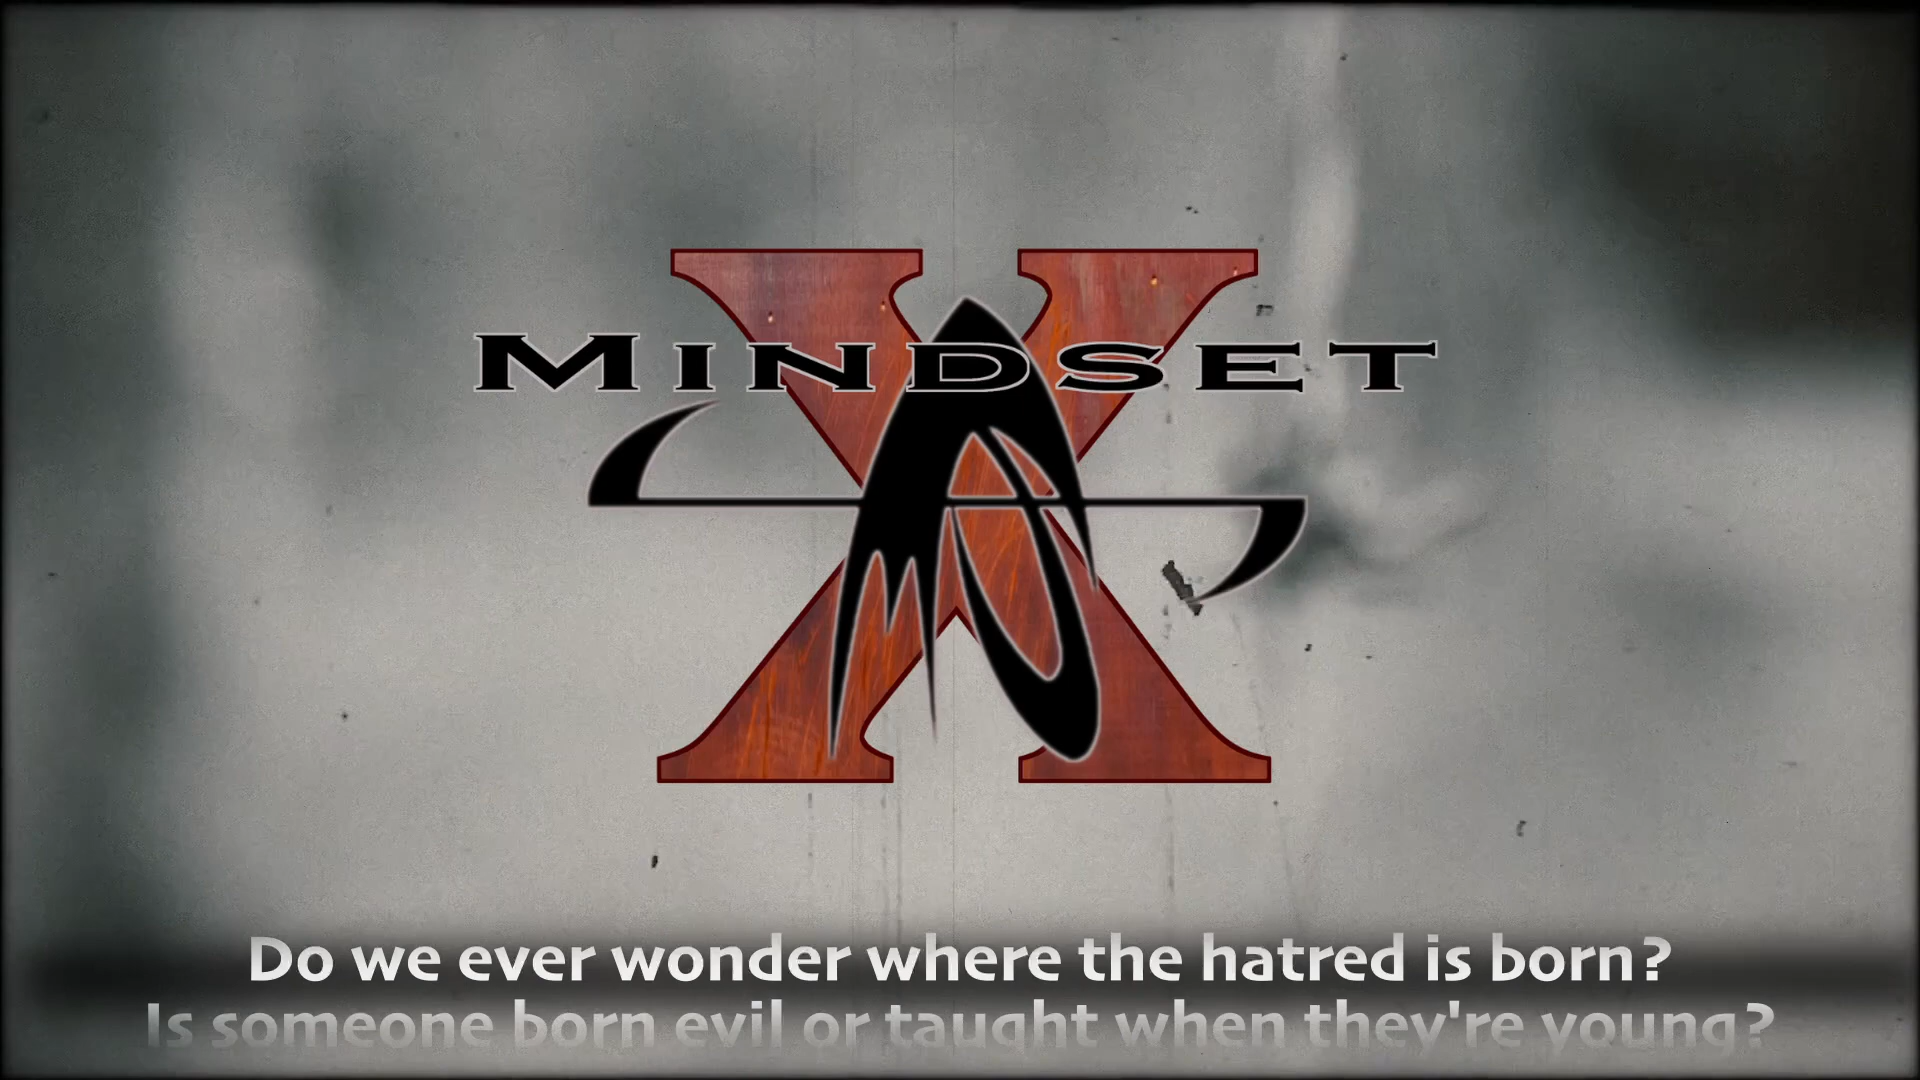 X
MINDSET
A
Do we ever wonder where the hatred is born?
Is someone born evil or taught when they're young?